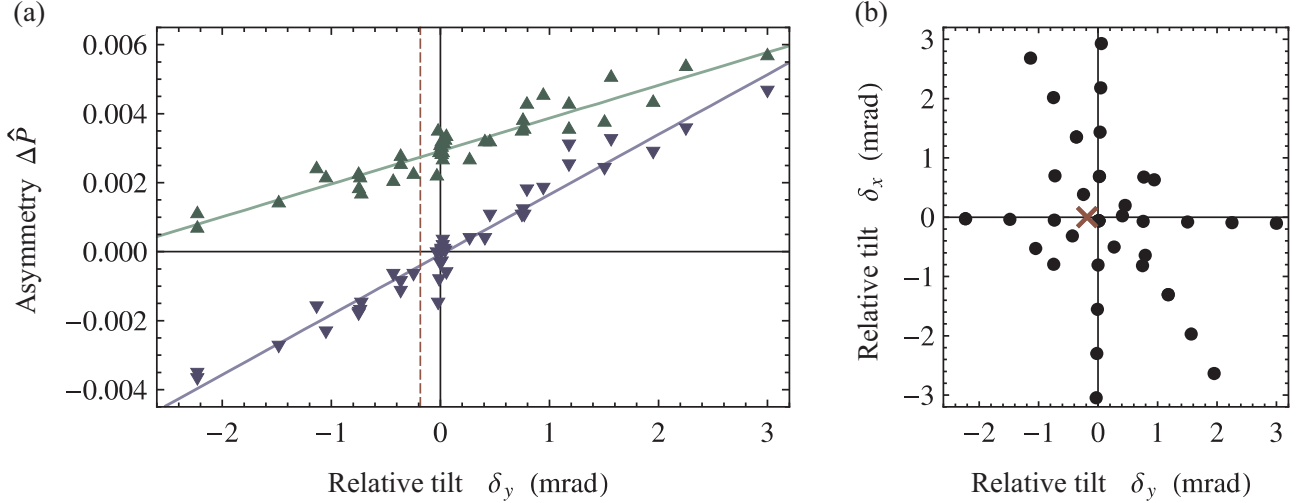 (a)
0.006
0.004
0.002
0.000
−0.002
−0.004
Asymmetry ΔP̂
−2 −1 0 1 2 3
Relative tilt δy (mrad)
(b)
3
2
1
0
−1
−2
−3
Relative tilt δx (mrad)
−2 −1 0 1 2 3
Relative tilt δy (mrad)